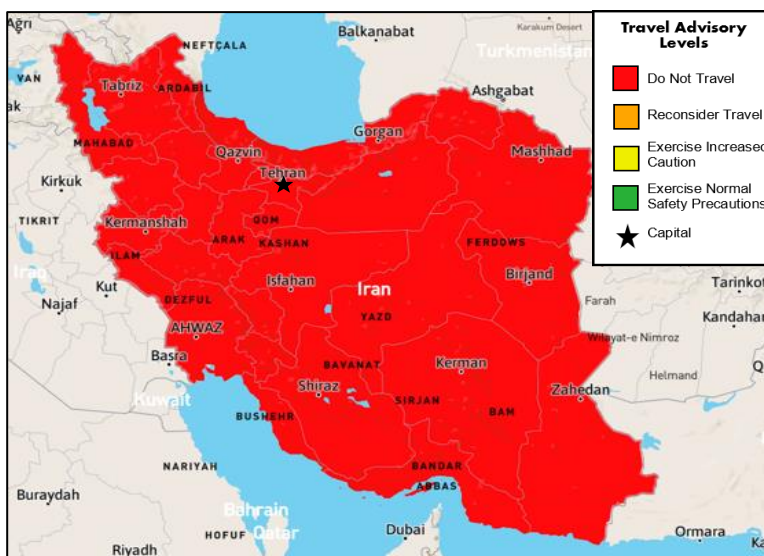 Travel Advisory
Levels
Do Not Travel
Reconsider Travel
Exercise Increased
Caution
Exercise Normal
Safety Precautions
Capital
Ağrı
NEFTÇALA
Balkanabat
Karakum Desert
Turkmenistan
VAN
Tabriz
ARDABIL
Ashgabat
MAHABAD
Gorgan
Qazvin
Mashhad
Tehran
Kirkuk
TIKRIT
Kermanshah
QOM
ARAK
KASHAN
FERDOWS
ILAM
Iraq
Kut
Isfahan
Iran
Birjand
Tarinkot
Najaf
DEZFUL
YAZD
Farah
Kandahar
AHWAZ
Wilayat-e Nimroz
Basra
BAVANAT
Kerman
Helmand
Kuwait
Shiraz
SIRJAN
BAM
Zahedan
BUSHEHR
NARIYAH
BANDAR
ABBAS
Buraydah
Bahrain
Qatar
HOFUF
Dubai
Riyadh
Ormara